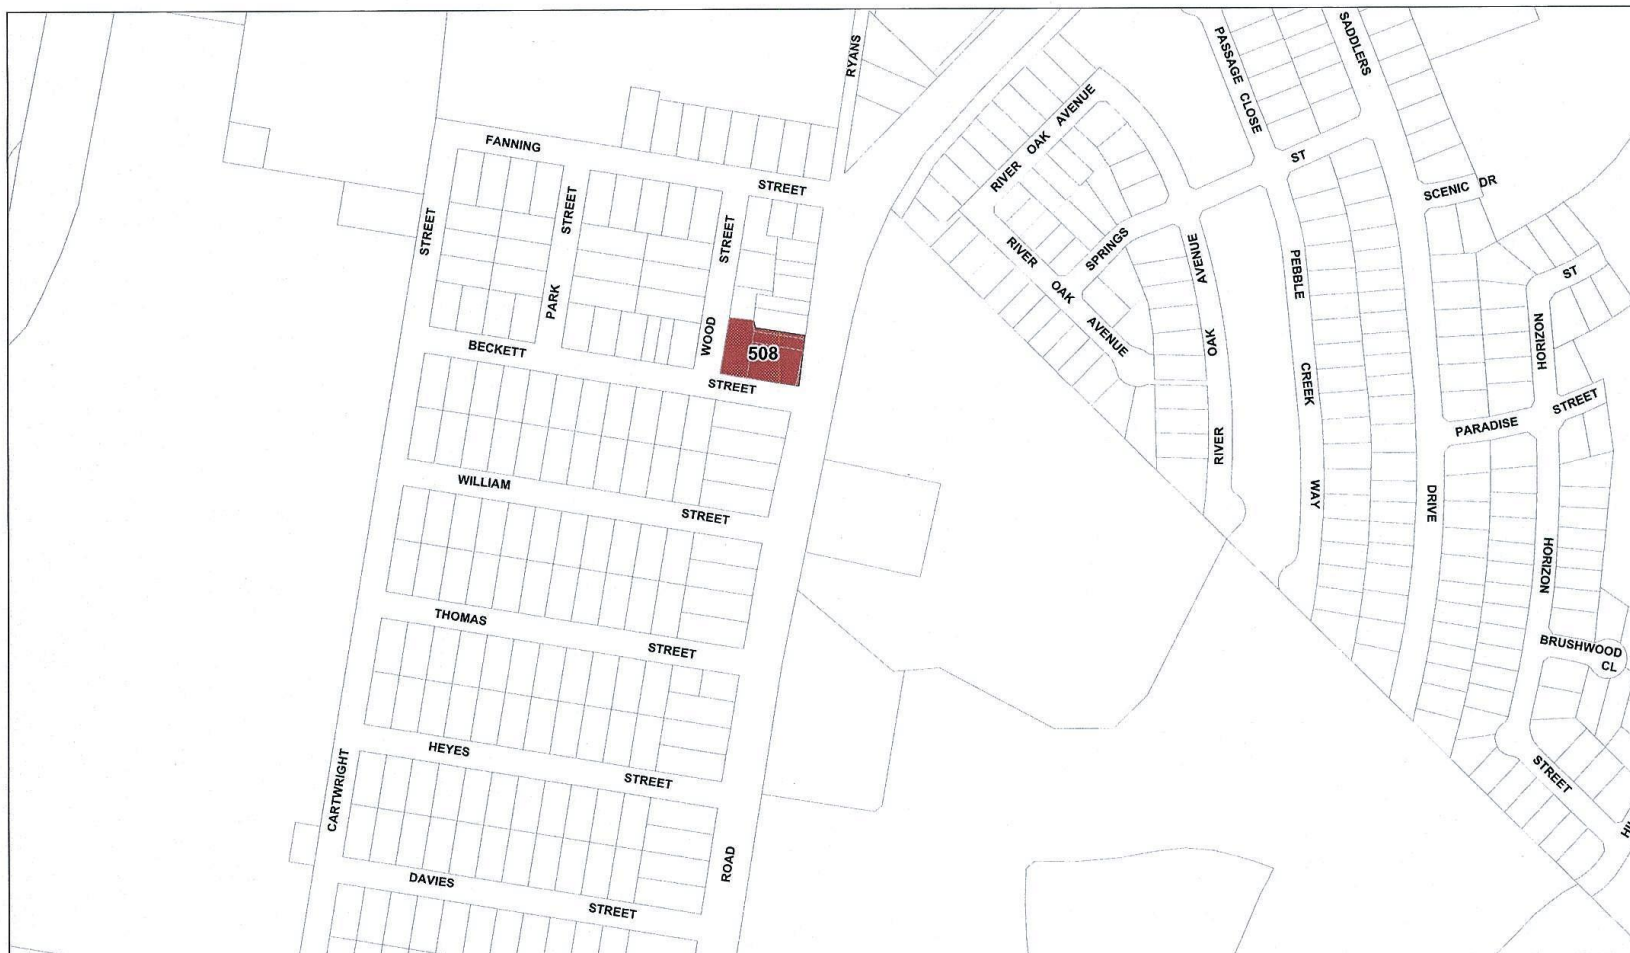 RYANS
PASSAGE CLOSE
SADDLERS
FANNING
STREET
RIVER OAK AVENUE
ST
SCENIC DR
STREET
STREET
STREET
PARK
WOOD
RIVER
OAK
AVENUE
SPRINGS
AVENUE
OAK
RIVER
PEBBLE
CREEK
WAY
ST
HORIZON
BECKETT
STREET
508
PARADISE
STREET
WILLIAM
STREET
DRIVE
HORIZON
THOMAS
STREET
BRUSHWOOD
CL
HEYES
STREET
STREET
CARTWRIGHT
DAVIES
STREET
ROAD